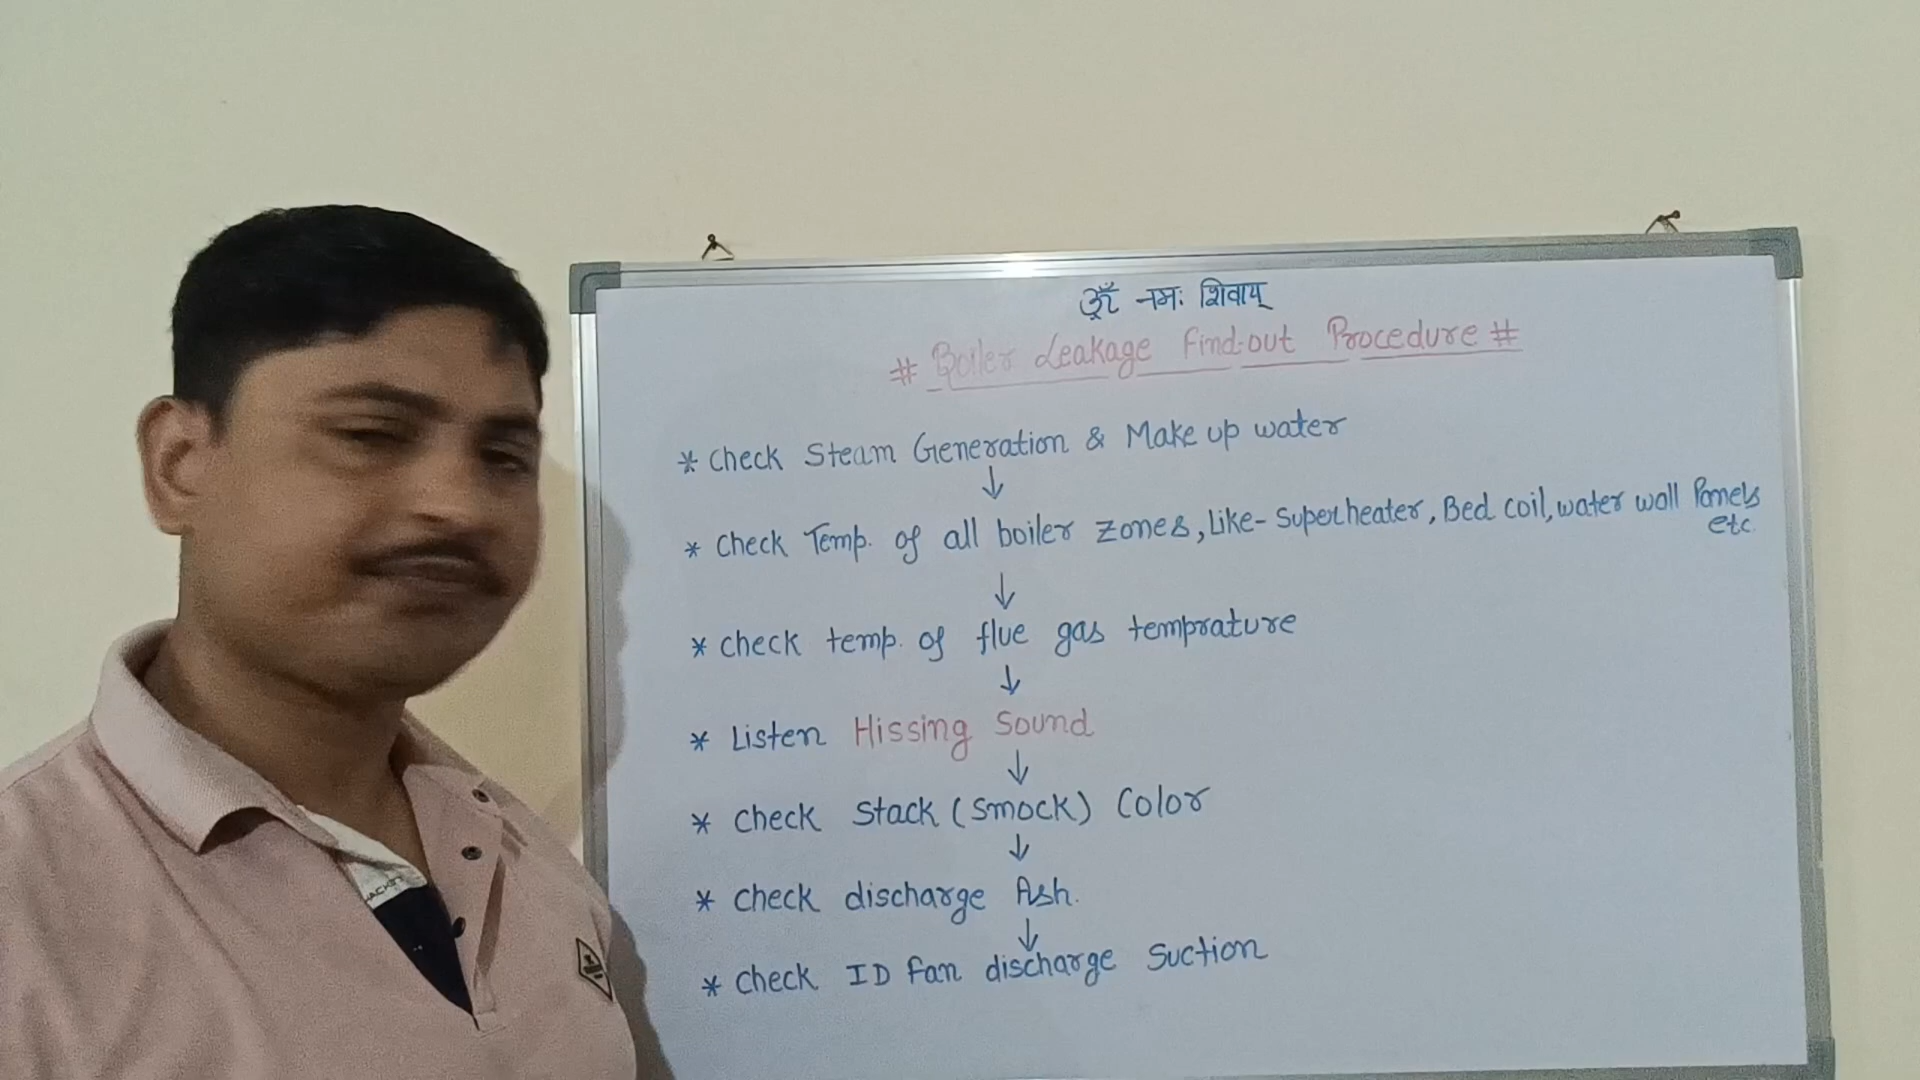 ॐ नमः शिवाय्
# Boiler Leakage Find-out Procedure #
* Check Steam Generation & Make up water
↓
* Check Temp. of all boiler zones, Like- Superheater, Bed coil, water wall Panels
etc.
↓
* check temp. of flue gas temprature
↓
* Listen Hissing Sound
↓
* Check Stack (Smock) Color
↓
* Check discharge Ash.
↓
* Check ID Fan discharge Suction